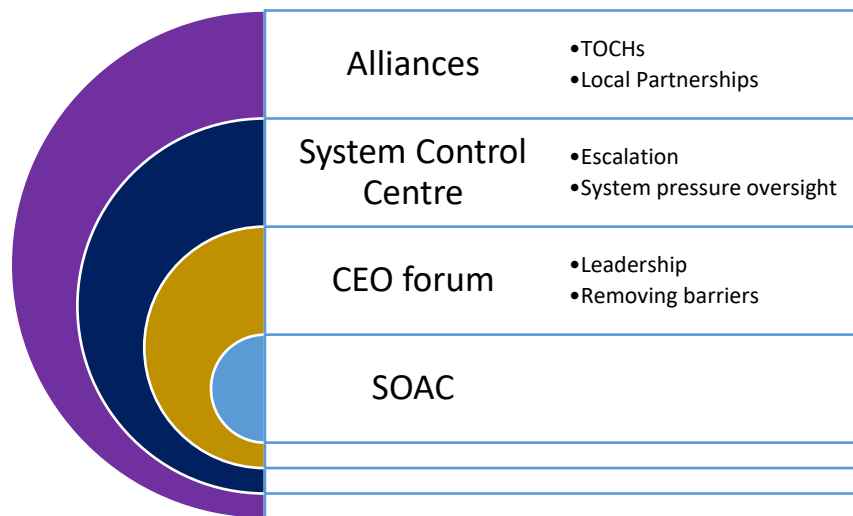 Alliances
•TOCHs
•Local Partnerships
System Control
Centre
•Escalation
•System pressure oversight
CEO forum
•Leadership
•Removing barriers
SOAC